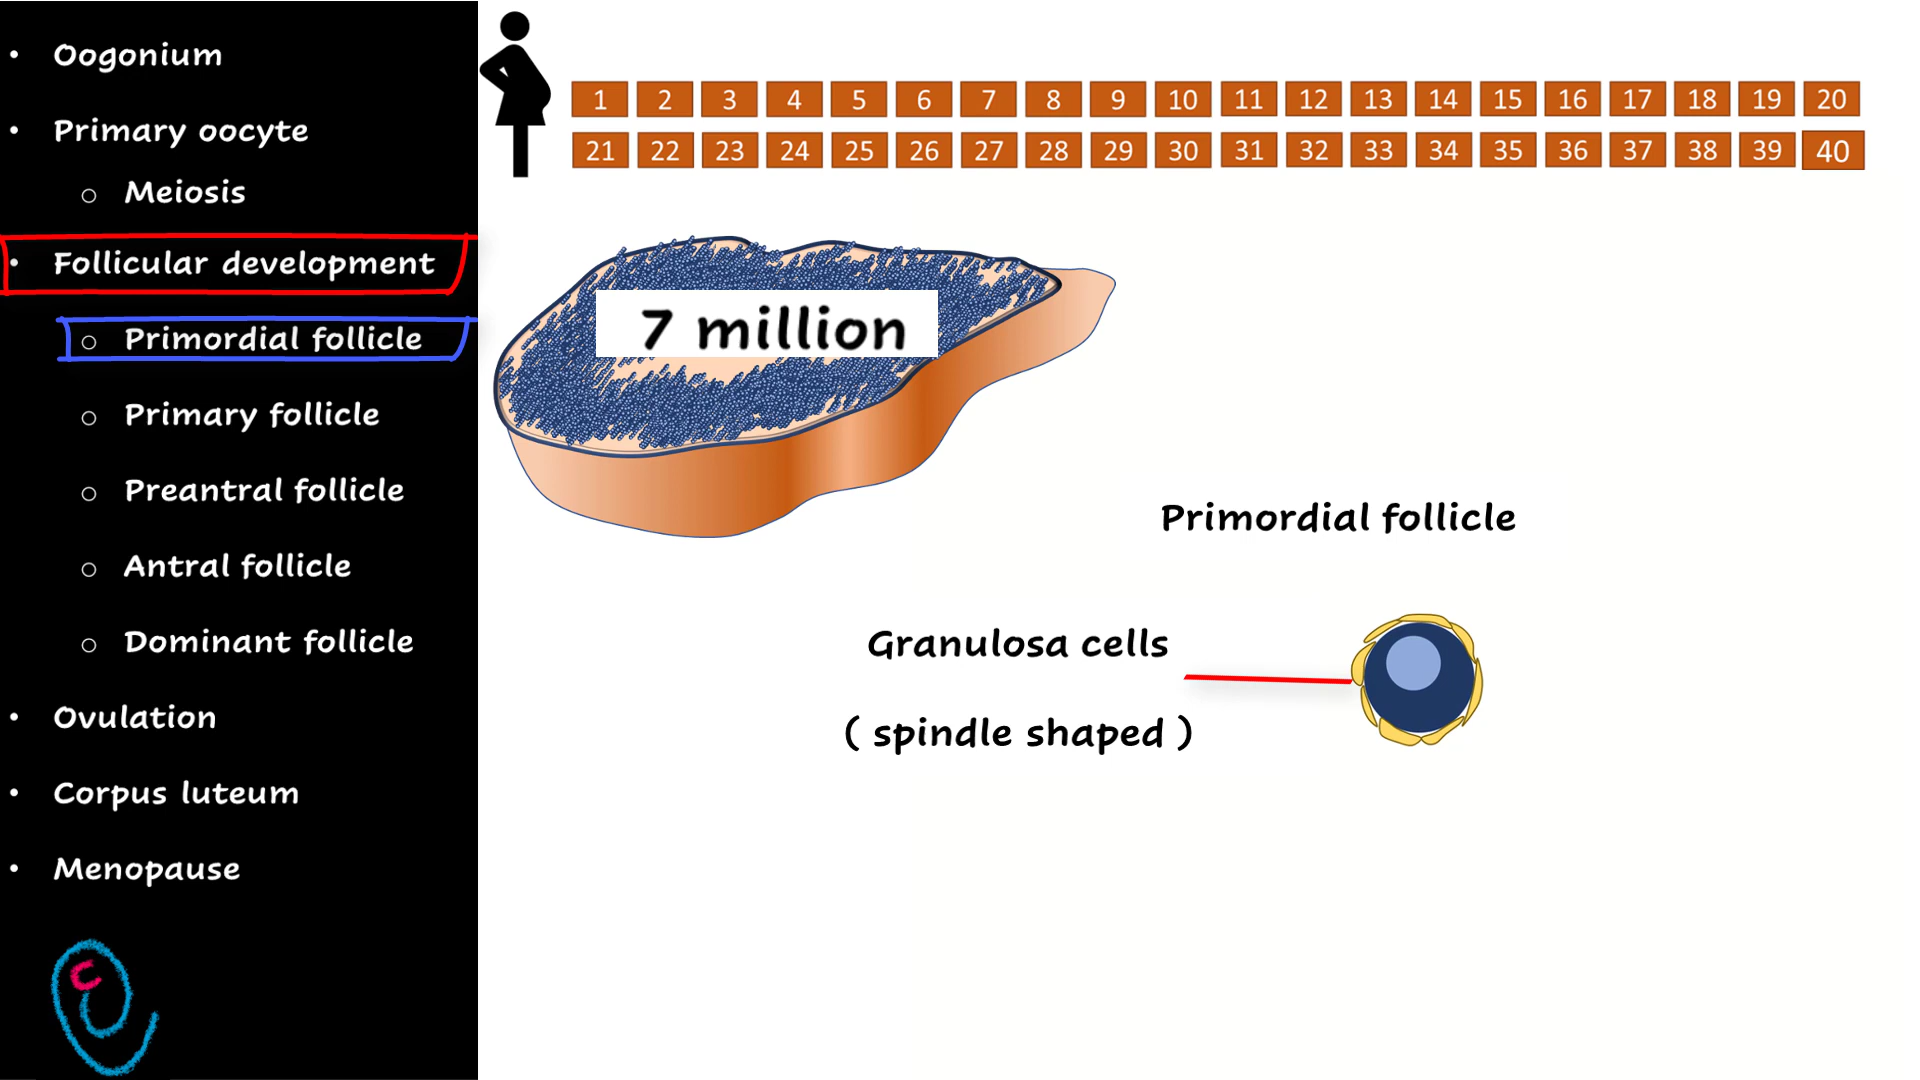 • Oogonium
• Primary oocyte
o Meiosis
• Follicular development
o Primordial follicle
o Primary follicle
o Preantral follicle
o Antral follicle
o Dominant follicle
• Ovulation
• Corpus luteum
• Menopause
1 2 3 4 5 6 7 8 9 10 11 12 13 14 15 16 17 18 19 20
21 22 23 24 25 26 27 28 29 30 31 32 33 34 35 36 37 38 39 40
7 million
Primordial follicle
Granulosa cells
( spindle shaped )